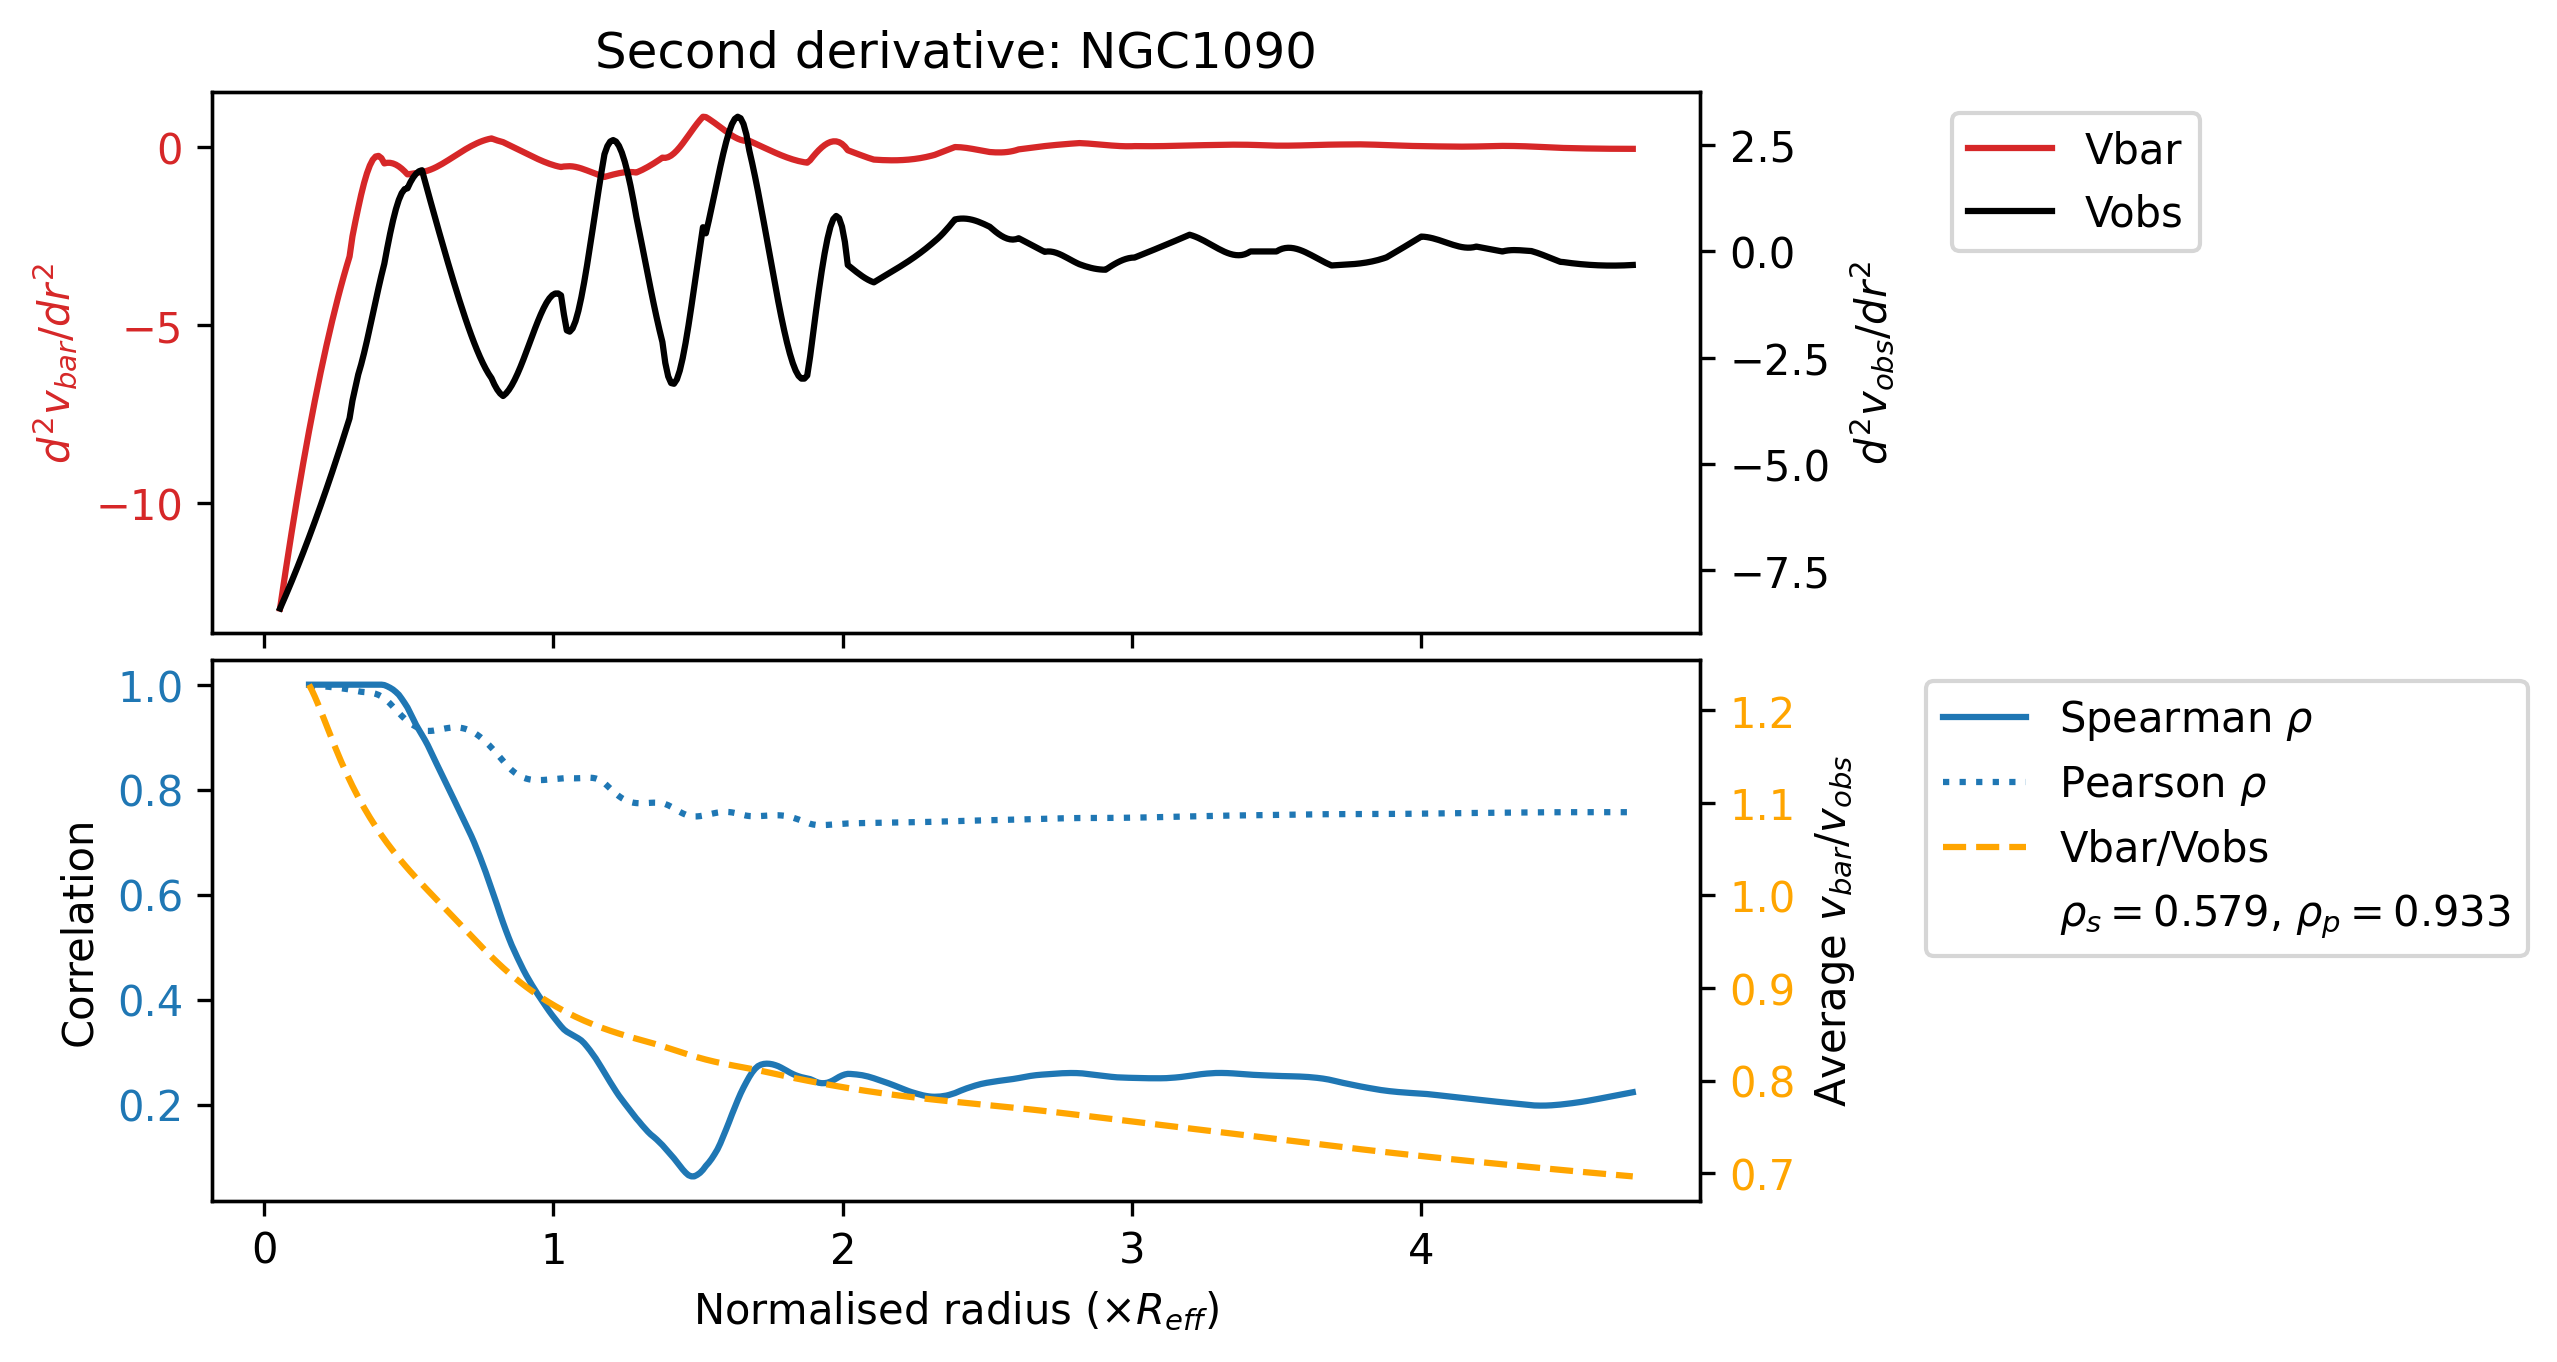 Second derivative: NGC1090
0
−5
−10
d²v_bar/dr²
2.5
0.0
−2.5
−5.0
−7.5
d²v_obs/dr²
Vbar
Vobs
1.0
0.8
0.6
0.4
0.2
Correlation
1.2
1.1
1.0
0.9
0.8
0.7
Average v_bar/v_obs
Spearman ρ
Pearson ρ
Vbar/Vobs
ρ_s = 0.579, ρ_p = 0.933
0 1 2 3 4
Normalised radius (×R_eff)